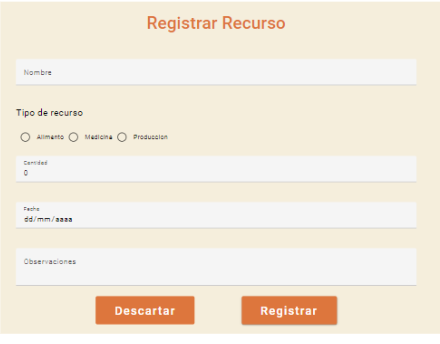 Registrar Recurso
Nombre
Tipo de recurso
Alimento Medicina Produccion
Cantidad
0
Fecha
dd/mm/aaaa
Observaciones
Descartar Registrar